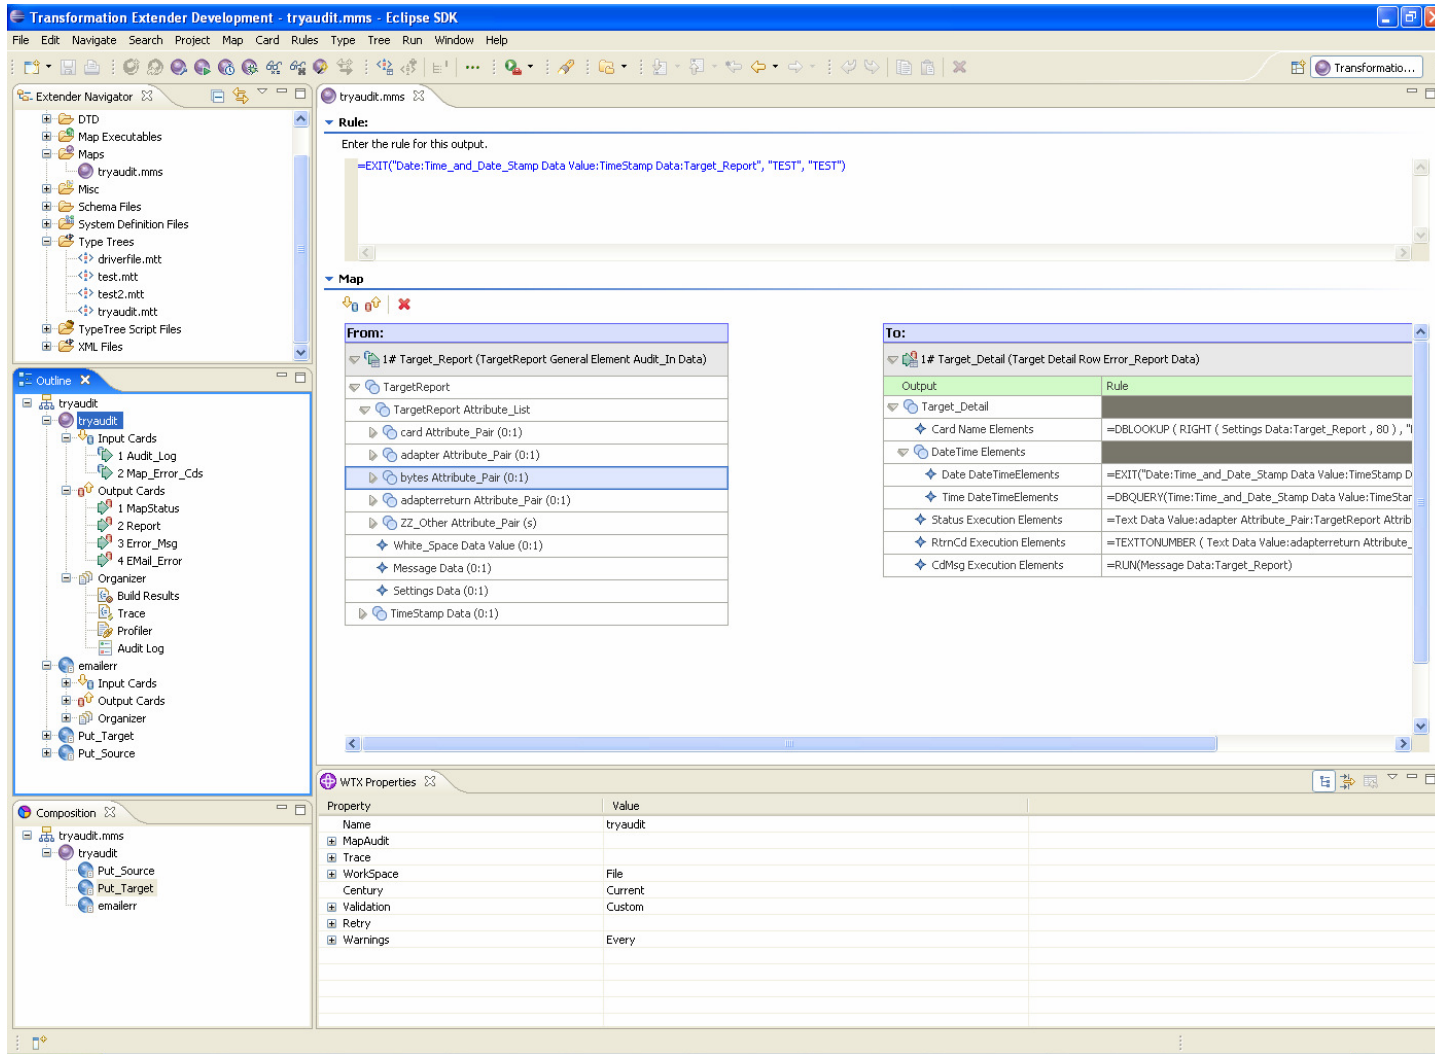 Transformation Extender Development - tryaudit.mms - Eclipse SDK
File Edit Navigate Search Project Map Card Rules Type Tree Run Window Help
Transformatio...
Extender Navigator
DTD
Map Executables
Maps
tryaudit.mms
Misc
Schema Files
System Definition Files
Type Trees
driverfile.mtt
test.mtt
test2.mtt
tryaudit.mtt
TypeTree Script Files
XML Files
Outline
tryaudit
tryaudit
Input Cards
1 Audit_Log
2 Map_Error_Cds
Output Cards
1 MapStatus
2 Report
3 Error_Msg
4 EMail_Error
Organizer
Build Results
Trace
Profiler
Audit Log
emailerr
Input Cards
Output Cards
Organizer
Put_Target
Put_Source
Composition
tryaudit.mms
tryaudit
Put_Source
Put_Target
emailerr
tryaudit.mms
Rule:
Enter the rule for this output.
=EXIT("Date:Time_and_Date_Stamp Data Value:TimeStamp Data:Target_Report", "TEST", "TEST")
Map
From:
1# Target_Report (TargetReport General Element Audit_In Data)
TargetReport
TargetReport Attribute_List
card Attribute_Pair (0:1)
adapter Attribute_Pair (0:1)
bytes Attribute_Pair (0:1)
adapterreturn Attribute_Pair (0:1)
ZZ_Other Attribute_Pair (s)
White_Space Data Value (0:1)
Message Data (0:1)
Settings Data (0:1)
TimeStamp Data (0:1)
To:
1# Target_Detail (Target Detail Row Error_Report Data)
Output Rule
Target_Detail
Card Name Elements =DBLOOKUP ( RIGHT ( Settings Data:Target_Report , 80 ) , "
DateTime Elements
Date DateTimeElements =EXIT("Date:Time_and_Date_Stamp Data Value:TimeStamp D
Time DateTimeElements =DBQUERY(Time:Time_and_Date_Stamp Data Value:TimeStar
Status Execution Elements =Text Data Value:adapter Attribute_Pair:TargetReport Attrib
RtrnCd Execution Elements =TEXTTONUMBER ( Text Data Value:adapterreturn Attribute_
CdMsg Execution Elements =RUN(Message Data:Target_Report)
WTX Properties
Property Value
Name tryaudit
MapAudit
Trace
WorkSpace File
Century Current
Validation Custom
Retry
Warnings Every